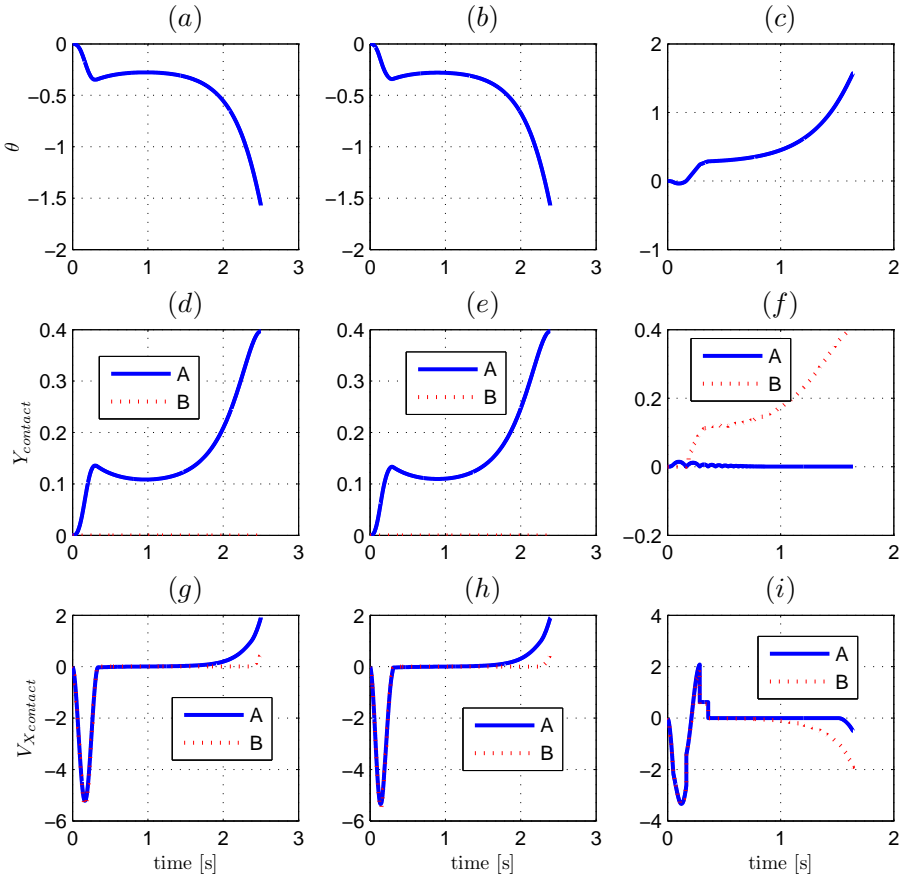 (a) (b) (c)
θ
0 −0.5 −1 −1.5 −2
0 1 2 3
0 −0.5 −1 −1.5 −2
0 1 2 3
2 1 0 −1
0 1 2
(d) (e) (f)
Y_contact
0.4 0.3 0.2 0.1 0
A
B
0 1 2 3
0.4 0.3 0.2 0.1 0
A
B
0 1 2 3
0.4 0.2 0 −0.2
A
B
0 1 2
(g) (h) (i)
V_Xcontact
2 0 −2 −4 −6
A
B
0 1 2 3
time [s]
2 0 −2 −4 −6
A
B
0 1 2 3
time [s]
4 2 0 −2 −4
A
B
0 1 2
time [s]